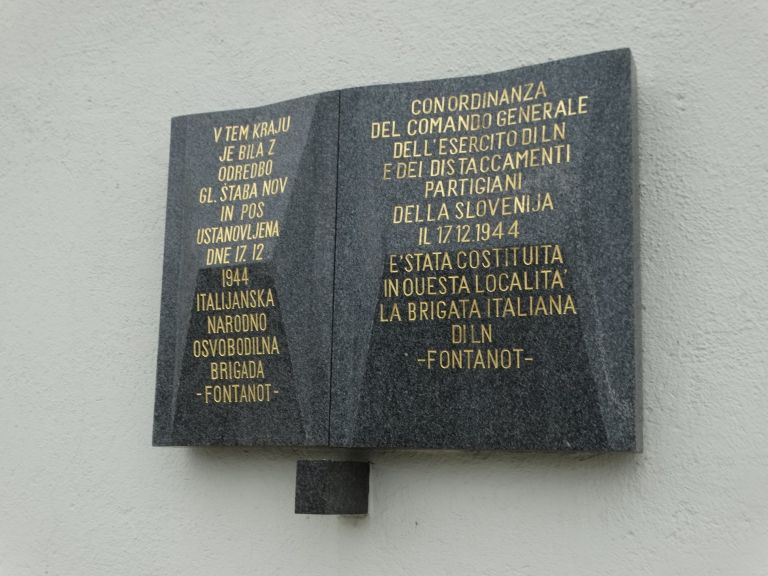 V TEM KRAJU
JE BILA Z
ODREDBO
GL. ŠTABA NOV
IN POS
USTANOVLJENA
DNE 17. 12.
1944
ITALIJANSKA
NARODNO
OSVOBODILNA
BRIGADA
-FONTANOT-
CON ORDINANZA
DEL COMANDO GENERALE
DELL'ESERCITO DI LN
E DEI DISTACCAMENTI
PARTIGIANI
DELLA SLOVENIJA
IL 17.12.1944
E'STATA COSTITUITA
IN QUESTA LOCALITA'
LA BRIGATA ITALIANA
DI LN
-FONTANOT-